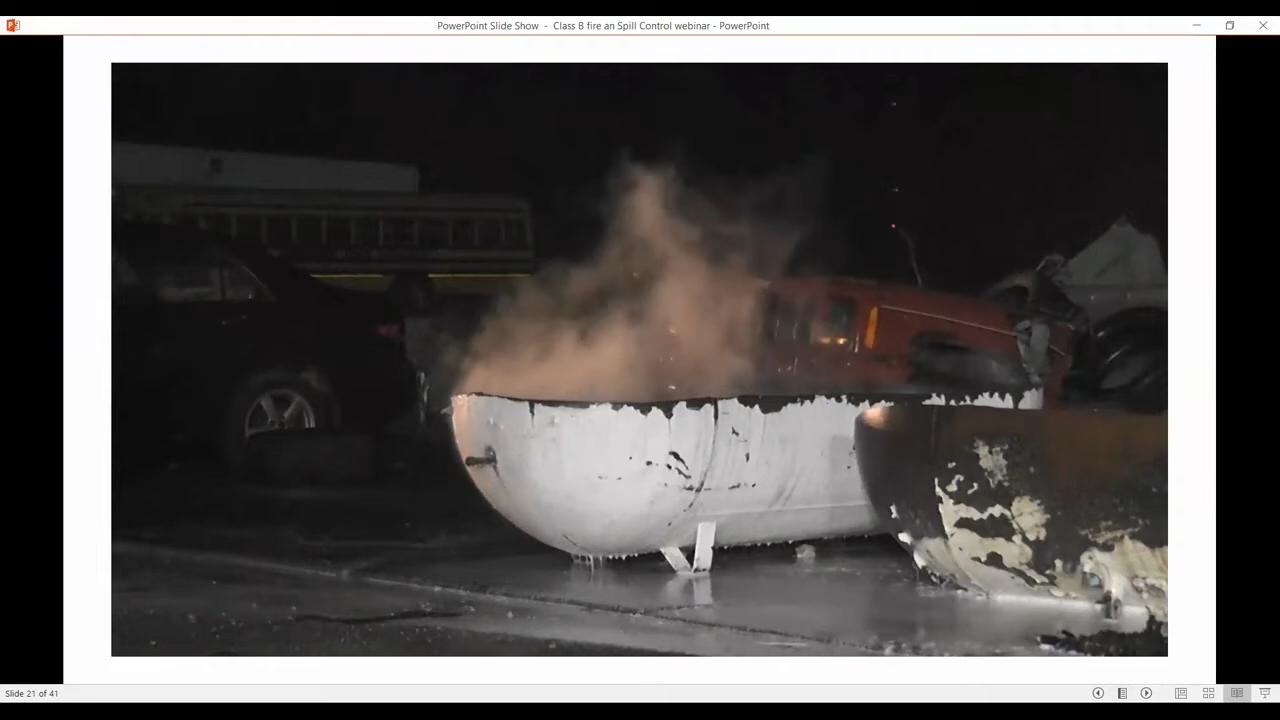 PowerPoint Slide Show - Class B fire an Spill Control webinar - PowerPoint
Slide 21 of 41